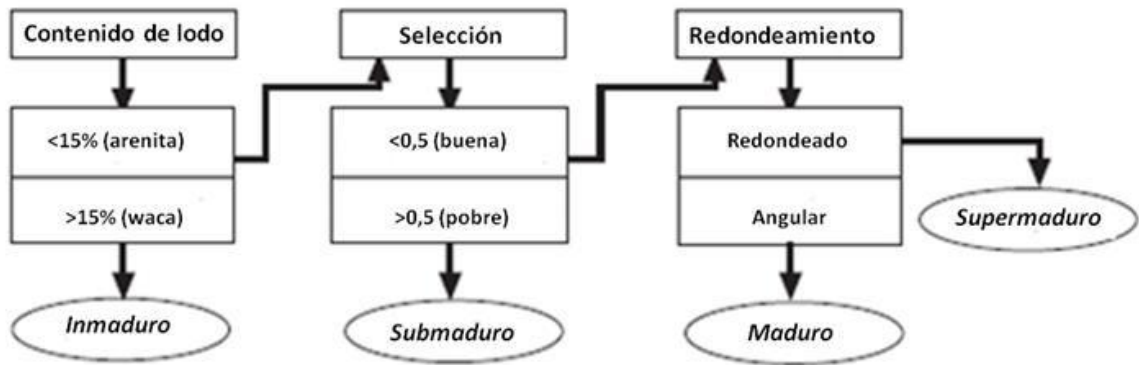 Contenido de lodo
<15% (arenita)
>15% (waca)
Inmaduro
Selección
<0,5 (buena)
>0,5 (pobre)
Submaduro
Redondeamiento
Redondeado
Angular
Maduro
Supermaduro